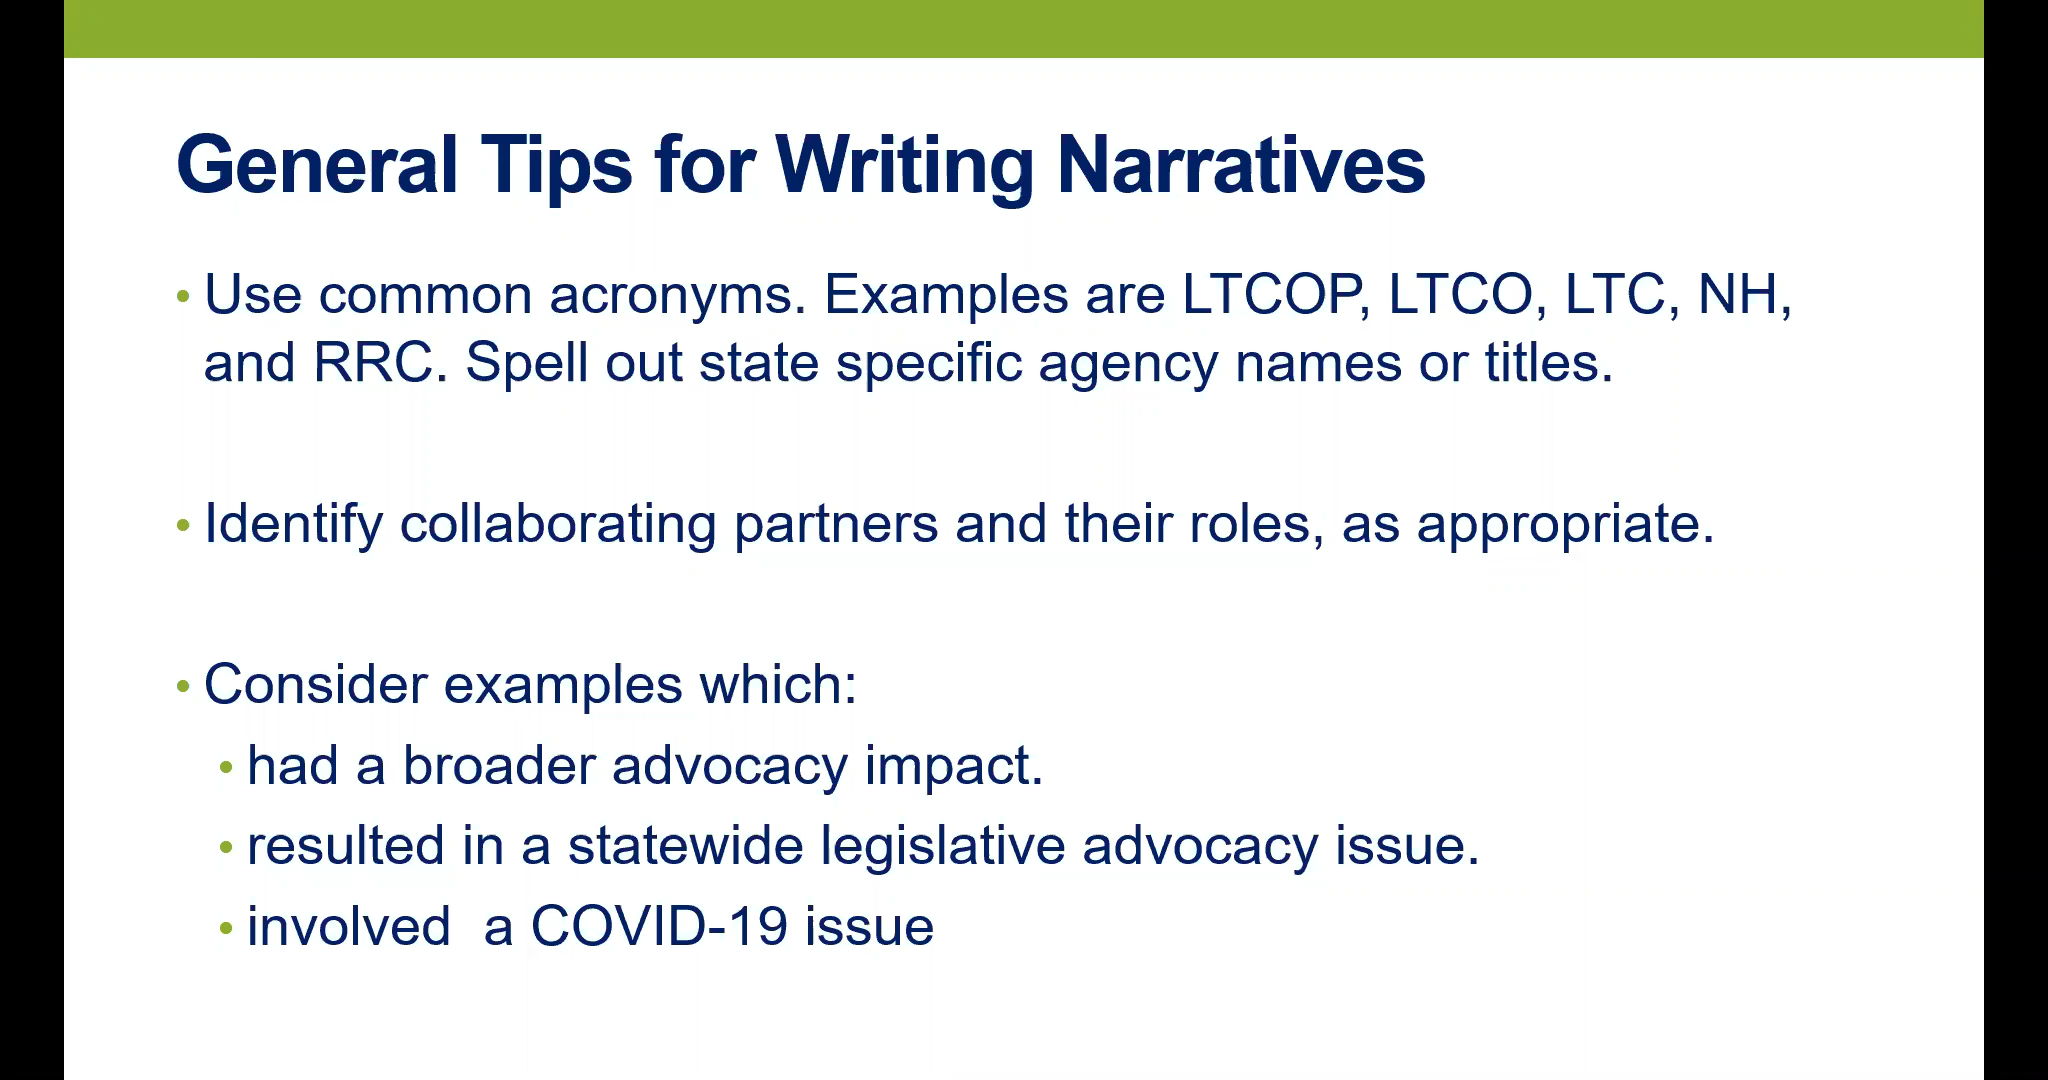 General Tips for Writing Narratives
• Use common acronyms. Examples are LTCOP, LTCO, LTC, NH,
and RRC. Spell out state specific agency names or titles.
• Identify collaborating partners and their roles, as appropriate.
• Consider examples which:
• had a broader advocacy impact.
• resulted in a statewide legislative advocacy issue.
• involved  a COVID-19 issue